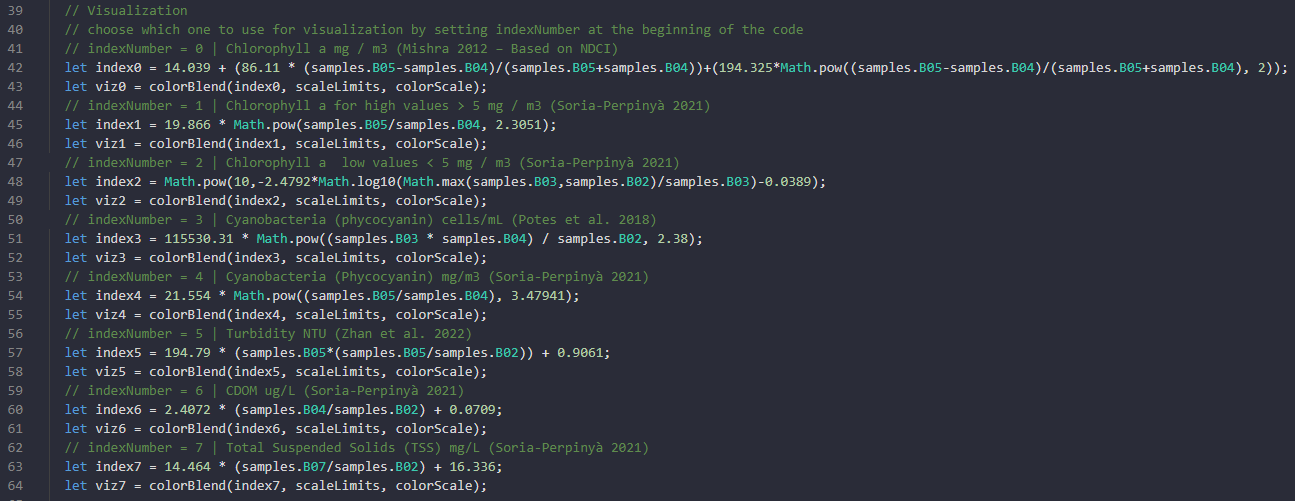 39 // Visualization
40 // choose which one to use for visualization by setting indexNumber at the beginning of the code
41 // indexNumber = 0 | Chlorophyll a mg / m3 (Mishra 2012 – Based on NDCI)
42 let index0 = 14.039 + (86.11 * (samples.B05-samples.B04)/(samples.B05+samples.B04))+(194.325*Math.pow((samples.B05-samples.B04)/(samples.B05+samples.B04), 2));
43 let viz0 = colorBlend(index0, scaleLimits, colorScale);
44 // indexNumber = 1 | Chlorophyll a for high values > 5 mg / m3 (Soria-Perpinyà 2021)
45 let index1 = 19.866 * Math.pow(samples.B05/samples.B04, 2.3051);
46 let viz1 = colorBlend(index1, scaleLimits, colorScale);
47 // indexNumber = 2 | Chlorophyll a  low values < 5 mg / m3 (Soria-Perpinyà 2021)
48 let index2 = Math.pow(10,-2.4792*Math.log10(Math.max(samples.B03,samples.B02)/samples.B03)-0.0389);
49 let viz2 = colorBlend(index2, scaleLimits, colorScale);
50 // indexNumber = 3 | Cyanobacteria (phycocyanin) cells/mL (Potes et al. 2018)
51 let index3 = 115530.31 * Math.pow((samples.B03 * samples.B04) / samples.B02, 2.38);
52 let viz3 = colorBlend(index3, scaleLimits, colorScale);
53 // indexNumber = 4 | Cyanobacteria (Phycocyanin) mg/m3 (Soria-Perpinyà 2021)
54 let index4 = 21.554 * Math.pow((samples.B05/samples.B04), 3.47941);
55 let viz4 = colorBlend(index4, scaleLimits, colorScale);
56 // indexNumber = 5 | Turbidity NTU (Zhan et al. 2022)
57 let index5 = 194.79 * (samples.B05*(samples.B05/samples.B02)) + 0.9061;
58 let viz5 = colorBlend(index5, scaleLimits, colorScale);
59 // indexNumber = 6 | CDOM ug/L (Soria-Perpinyà 2021)
60 let index6 = 2.4072 * (samples.B04/samples.B02) + 0.0709;
61 let viz6 = colorBlend(index6, scaleLimits, colorScale);
62 // indexNumber = 7 | Total Suspended Solids (TSS) mg/L (Soria-Perpinyà 2021)
63 let index7 = 14.464 * (samples.B07/samples.B02) + 16.336;
64 let viz7 = colorBlend(index7, scaleLimits, colorScale);